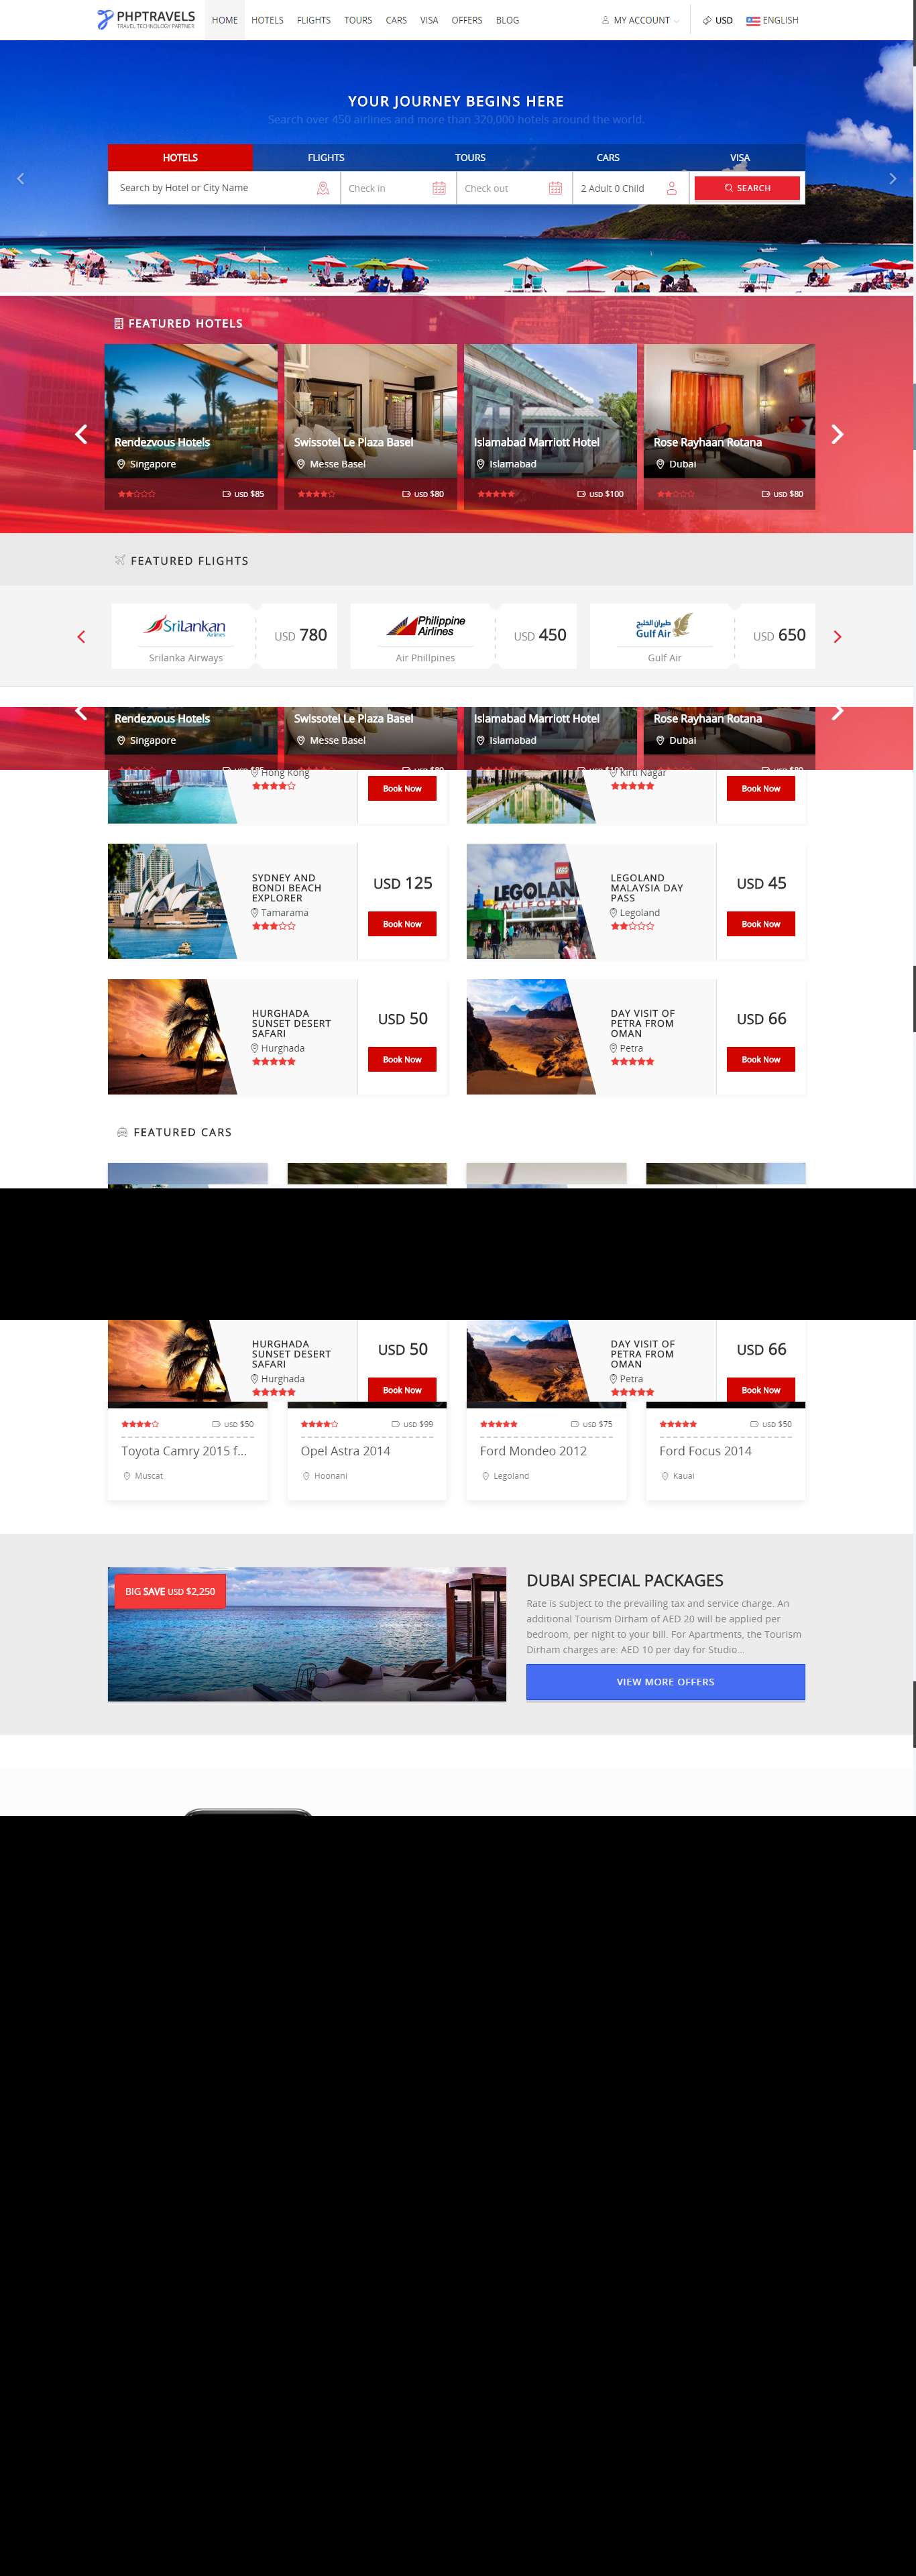 PHPTRAVELS
TRAVEL TECHNOLOGY PARTNER
HOME HOTELS FLIGHTS TOURS CARS VISA OFFERS BLOG
MY ACCOUNT USD ENGLISH
YOUR JOURNEY BEGINS HERE
Search over 450 airlines and more than 320,000 hotels around the world.
HOTELS FLIGHTS TOURS CARS VISA
Search by Hotel or City Name Check in Check out 2 Adult 0 Child SEARCH
FEATURED HOTELS
Rendezvous Hotels
Singapore
USD $85
Swissotel Le Plaza Basel
Messe Basel
USD $80
Islamabad Marriott Hotel
Islamabad
USD $100
Rose Rayhaan Rotana
Dubai
USD $80
FEATURED FLIGHTS
SriLankan
Airlines
Srilanka Airways
USD 780
Philippine
Airlines
Air Phillpines
USD 450
طيران الخليج
GULF AIR
Gulf Air
USD 650
Rendezvous Hotels
Singapore
Swissotel Le Plaza Basel
Messe Basel
Islamabad Marriott Hotel
Islamabad
Rose Rayhaan Rotana
Dubai
Hong Kong
Book Now
Kirti Nagar
Book Now
SYDNEY AND
BONDI BEACH
EXPLORER
Tamarama
USD 125
Book Now
LEGO
LEGOLAN
CALIFORNI
LEGOLAND
MALAYSIA DAY
PASS
Legoland
USD 45
Book Now
HURGHADA
SUNSET DESERT
SAFARI
Hurghada
USD 50
Book Now
DAY VISIT OF
PETRA FROM
OMAN
Petra
USD 66
Book Now
FEATURED CARS
HURGHADA
SUNSET DESERT
SAFARI
Hurghada
USD 50
Book Now
DAY VISIT OF
PETRA FROM
OMAN
Petra
USD 66
Book Now
USD $50
Toyota Camry 2015 f...
Muscat
USD $99
Opel Astra 2014
Hoonani
USD $75
Ford Mondeo 2012
Legoland
USD $50
Ford Focus 2014
Kauai
BIG SAVE USD $2,250
DUBAI SPECIAL PACKAGES
Rate is subject to the prevailing tax and service charge. An
additional Tourism Dirham of AED 20 will be applied per
bedroom, per night to your bill. For Apartments, the Tourism
Dirham charges are: AED 10 per day for Studio...
VIEW MORE OFFERS